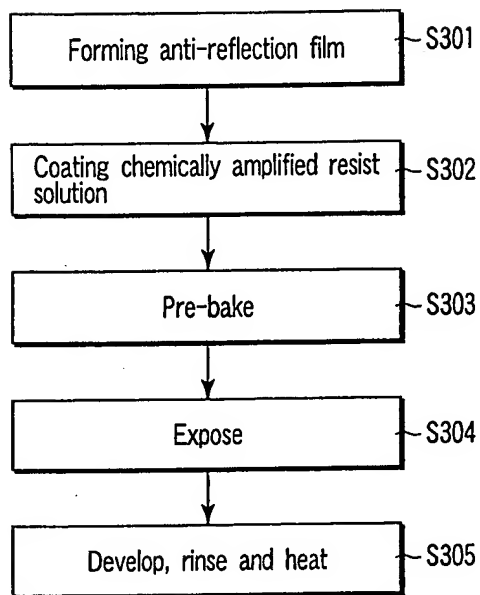 Forming anti-reflection film
S301
Coating chemically amplified resist
solution
S302
Pre-bake
S303
Expose
S304
Develop, rinse and heat
S305